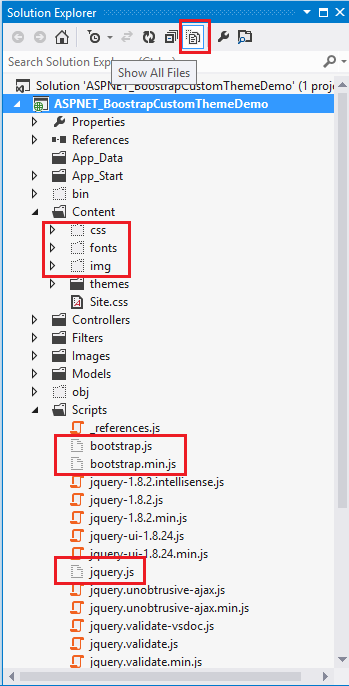 Solution Explorer
Show All Files
Search Solution Explo
Solution 'ASPNET_BoostrapCustomThemeDemo' (1 proj
ASPNET_BoostrapCustomThemeDemo
Properties
References
App_Data
App_Start
bin
Content
css
fonts
img
themes
Site.css
Controllers
Filters
Images
Models
obj
Scripts
_references.js
bootstrap.js
bootstrap.min.js
jquery-1.8.2.intellisense.js
jquery-1.8.2.js
jquery-1.8.2.min.js
jquery-ui-1.8.24.js
jquery-ui-1.8.24.min.js
jquery.js
jquery.unobtrusive-ajax.js
jquery.unobtrusive-ajax.min.js
jquery.validate-vsdoc.js
jquery.validate.js
jquery.validate.min.js